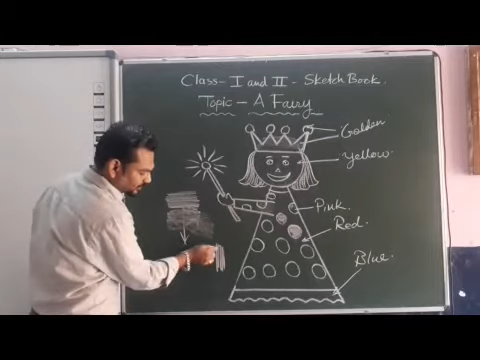 Class - I and II - Sketch Book.
Topic - A Fairy
Golden
Yellow
Pink.
Red.
Blue.